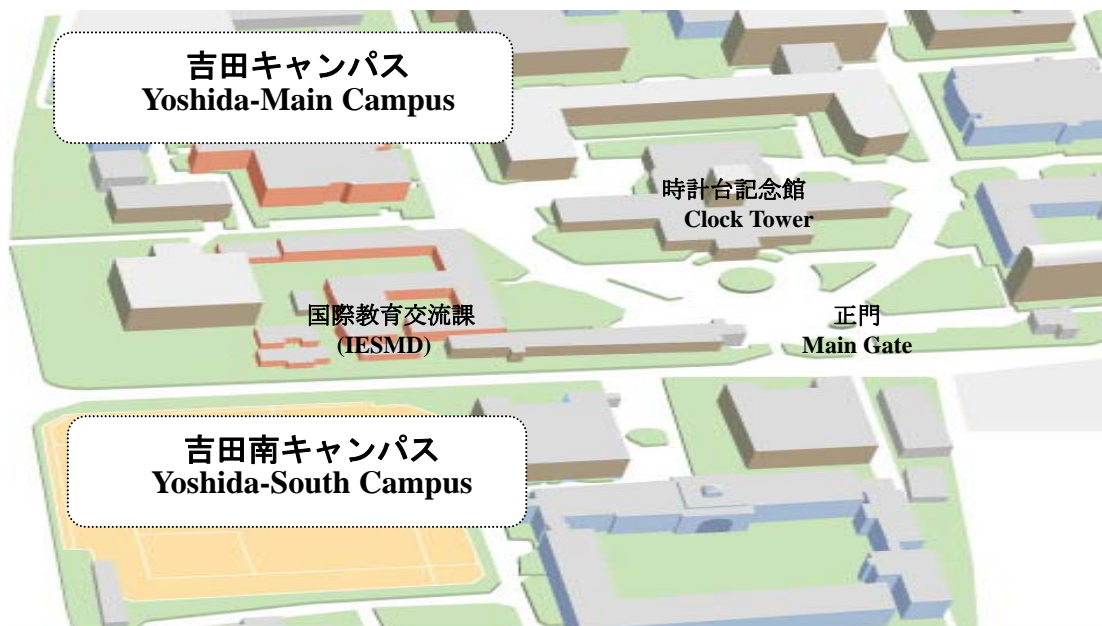 吉田キャンパス
Yoshida-Main Campus
時計台記念館
Clock Tower
国際教育交流課
(IESMD)
正門
Main Gate
吉田南キャンパス
Yoshida-South Campus